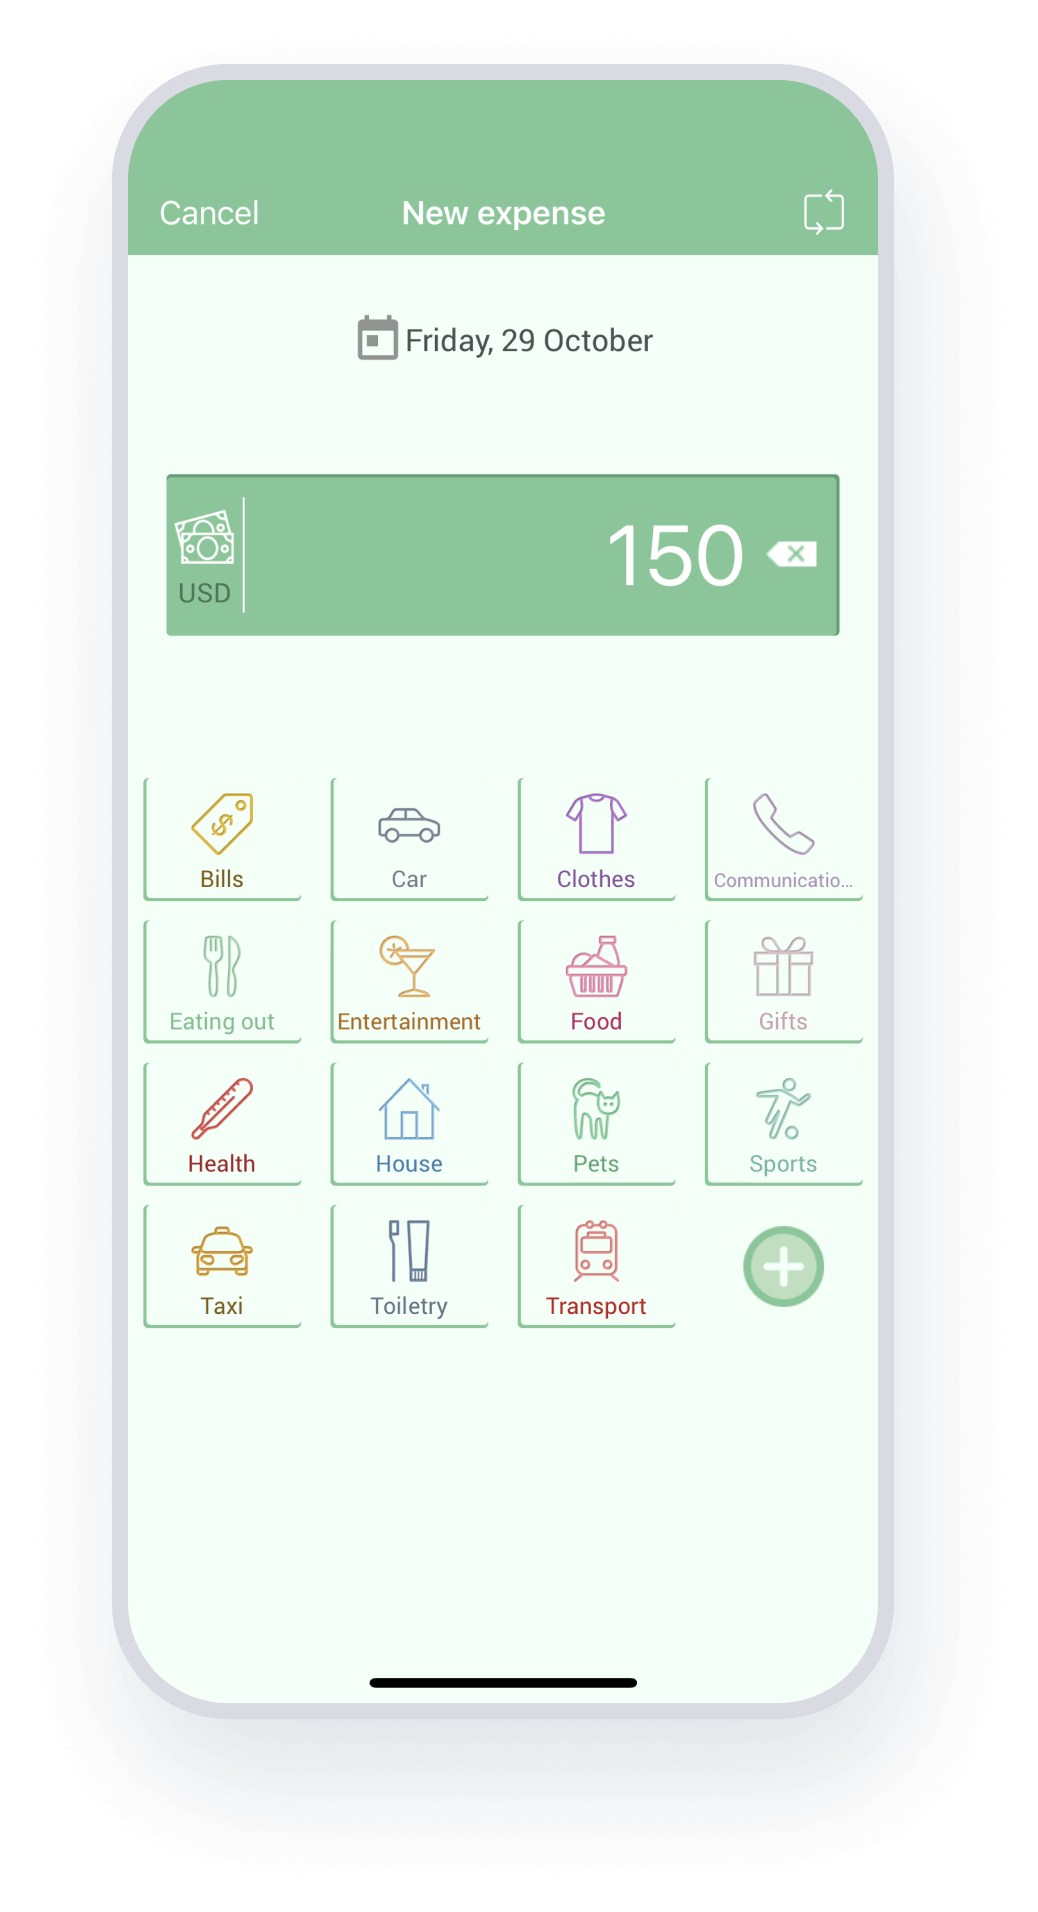 Cancel New expense
Friday, 29 October
150
USD
Bills Car Clothes Communicatio...
Eating out Entertainment Food Gifts
Health House Pets Sports
Taxi Toiletry Transport